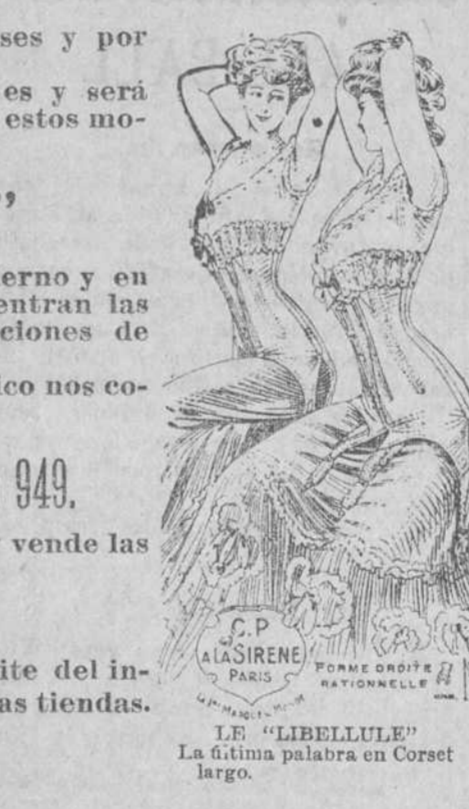 ses y por
es y será
estos mo-
,,
erno y en
entran las
ciones de
ico nos co-
949.
vende las
ite del in-
as tiendas.
C.P
A LA SIRENE
PARIS
FORME DROITE
RATIONNELLE
LE "LIBELLULE"
La última palabra en Corset
largo.